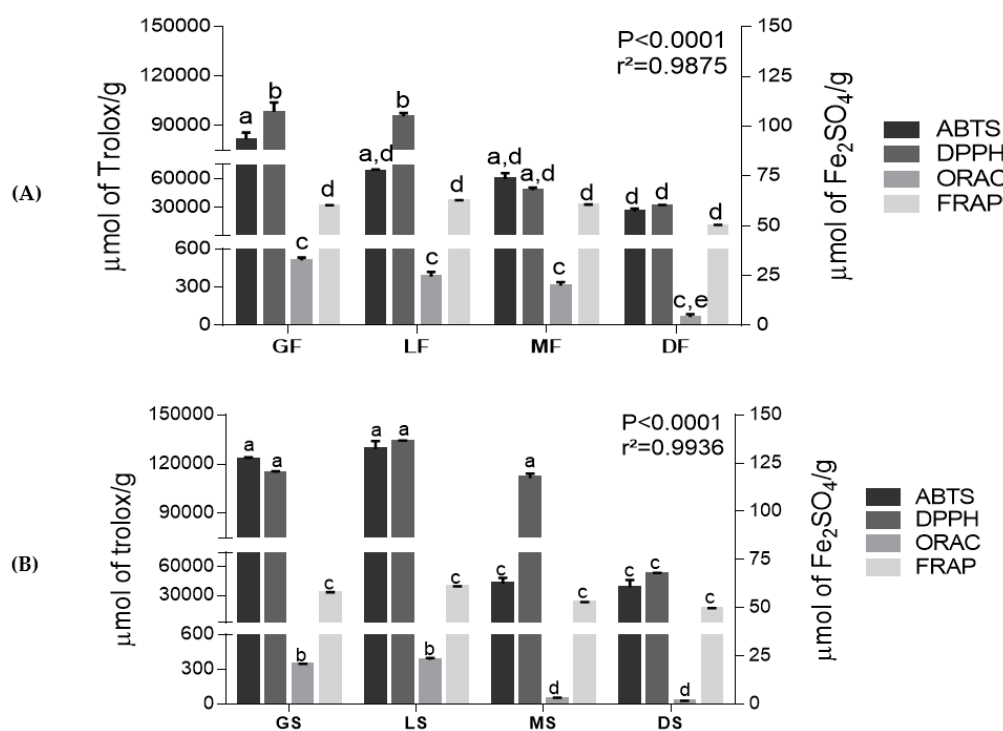 (A)
μmol of Trolox/g
150000
120000
90000
60000
30000
600
300
0
a
b
c
d
a,d
b
c
d
a,d
a,d
c
d
d
d
c,e
d
GF
LF
MF
DF
P<0.0001
r²=0.9875
150
125
100
75
50
25
0
μmol of Fe₂SO₄/g
ABTS
DPPH
ORAC
FRAP
(B)
μmol of trolox/g
150000
120000
90000
60000
30000
600
300
0
a
a
b
c
a
a
b
c
c
a
d
c
c
c
d
c
GS
LS
MS
DS
P<0.0001
r²=0.9936
150
125
100
75
50
25
0
μmol of Fe₂SO₄/g
ABTS
DPPH
ORAC
FRAP